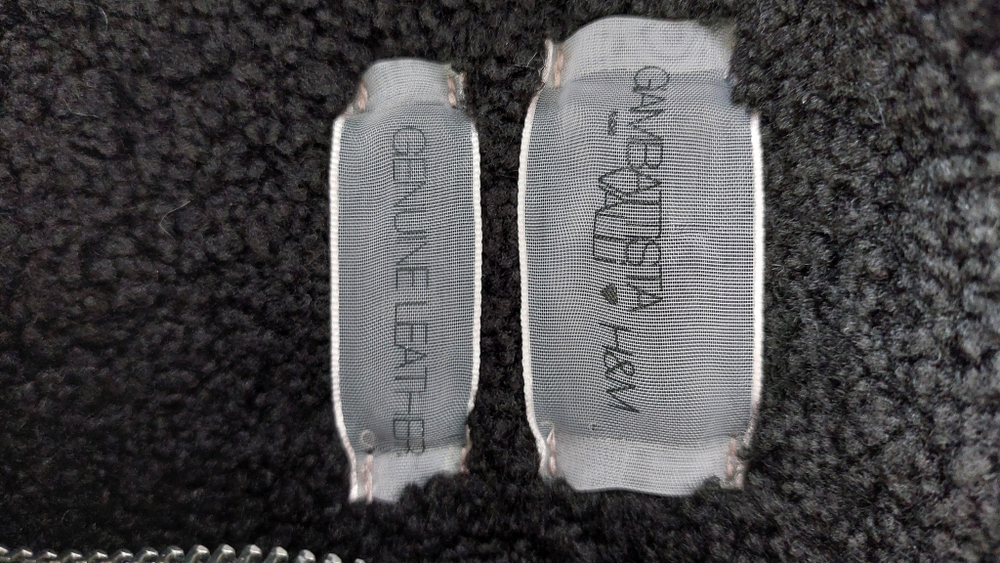 GIAMBATTISTA
VALLI ♥ H&M
GENUINE LEATHER